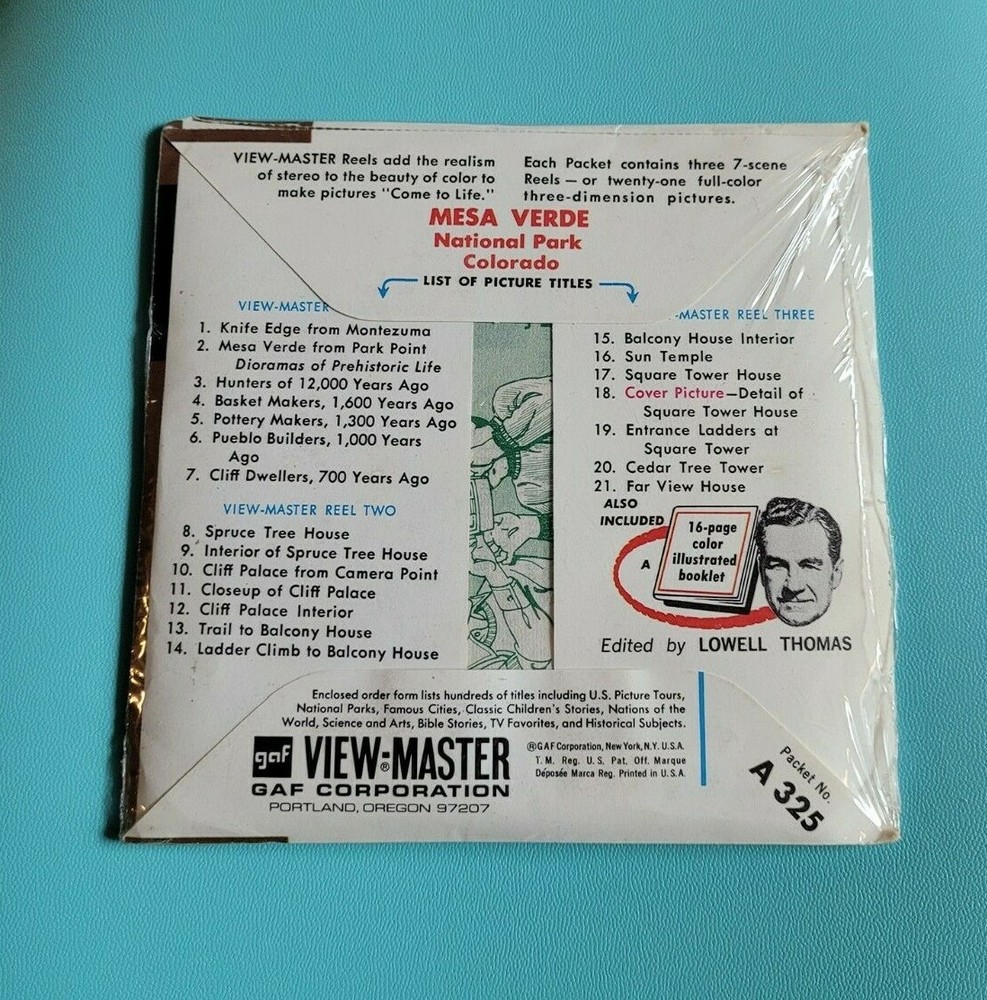 VIEW-MASTER Reels add the realism
of stereo to the beauty of color to
make pictures "Come to Life."
Each Packet contains three 7-scene
Reels — or twenty-one full-color
three-dimension pictures.
MESA VERDE
National Park
Colorado
LIST OF PICTURE TITLES
VIEW-MASTER
1. Knife Edge from Montezuma
2. Mesa Verde from Park Point
Dioramas of Prehistoric Life
3. Hunters of 12,000 Years Ago
4. Basket Makers, 1,600 Years Ago
5. Pottery Makers, 1,300 Years Ago
6. Pueblo Builders, 1,000 Years
Ago
7. Cliff Dwellers, 700 Years Ago
VIEW-MASTER REEL TWO
8. Spruce Tree House
9. Interior of Spruce Tree House
10. Cliff Palace from Camera Point
11. Closeup of Cliff Palace
12. Cliff Palace Interior
13. Trail to Balcony House
14. Ladder Climb to Balcony House
-MASTER REEL THREE
15. Balcony House Interior
16. Sun Temple
17. Square Tower House
18. Cover Picture—Detail of
Square Tower House
19. Entrance Ladders at
Square Tower
20. Cedar Tree Tower
21. Far View House
ALSO
INCLUDED
A
16-page
color
illustrated
booklet
Edited by LOWELL THOMAS
Enclosed order form lists hundreds of titles including U.S. Picture Tours,
National Parks, Famous Cities, Classic Children's Stories, Nations of the
World, Science and Arts, Bible Stories, TV Favorites, and Historical Subjects.
gaf VIEW-MASTER®
GAF CORPORATION
PORTLAND, OREGON 97207
®GAF Corporation, New York, N.Y. U.S.A.
T. M. Reg. U. S. Pat. Off. Marque
Déposée Marca Reg. Printed in U.S.A.
Packet No.
A 325